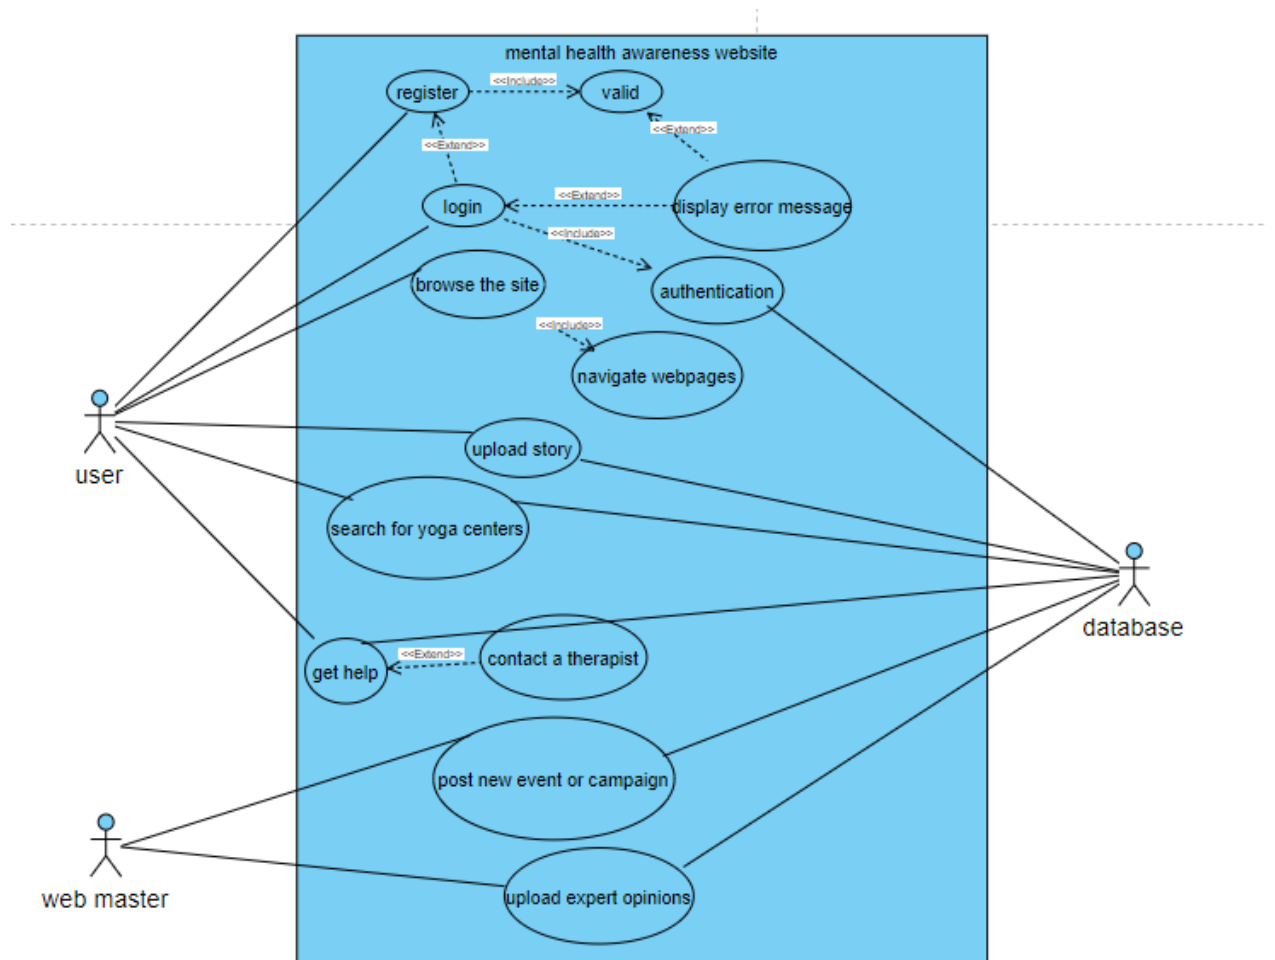 mental health awareness website
register
<<Include>>
valid
<<Extend>>
<<Extend>>
login
<<Extend>>
display error message
<<Include>>
browse the site
authentication
<<Include>>
navigate webpages
user
upload story
search for yoga centers
database
get help
<<Extend>>
contact a therapist
post new event or campaign
web master
upload expert opinions